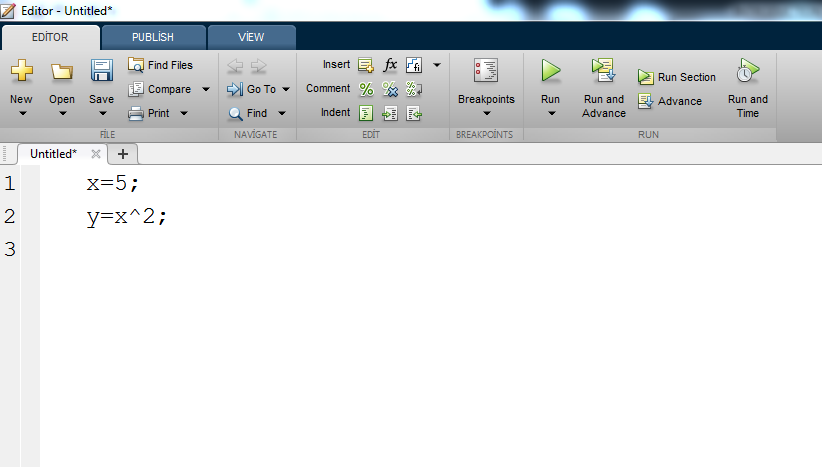 Editor - Untitled*
EDİTOR
PUBLİSH
VİEW
New
Open
Save
Find Files
Compare
Print
FİLE
Go To
Find
NAVİGATE
Insert
fx
fi
Comment
%
%
%
Indent
EDİT
Breakpoints
BREAKPOİNTS
Run
Run and
Advance
Run Section
Advance
Run and
Time
RUN
Untitled*
+
1 x=5;
2 y=x^2;
3